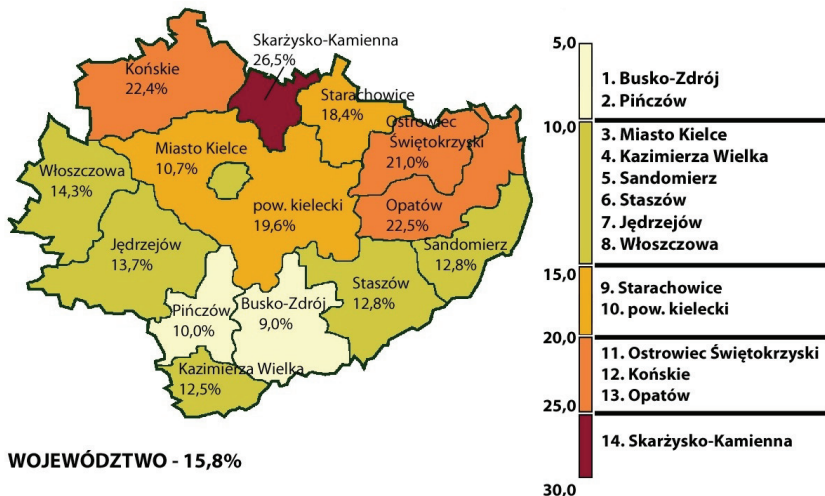 Skarżysko-Kamienna
26,5%
Końskie
22,4%
Starachowice
18,4%
Ostrowiec
Świętokrzyski
21,0%
Miasto Kielce
10,7%
Włoszczowa
14,3%
pow. kielecki
19,6%
Opatów
22,5%
Jędrzejów
13,7%
Sandomierz
12,8%
Staszów
12,8%
Busko-Zdrój
9,0%
Pińczów
10,0%
Kazimierza Wielka
12,5%
WOJEWÓDZTWO - 15,8%
5,0
1. Busko-Zdrój
2. Pińczów
10,0
3. Miasto Kielce
4. Kazimierza Wielka
5. Sandomierz
6. Staszów
7. Jędrzejów
8. Włoszczowa
15,0
9. Starachowice
10. pow. kielecki
20,0
11. Ostrowiec Świętokrzyski
12. Końskie
13. Opatów
25,0
14. Skarżysko-Kamienna
30,0